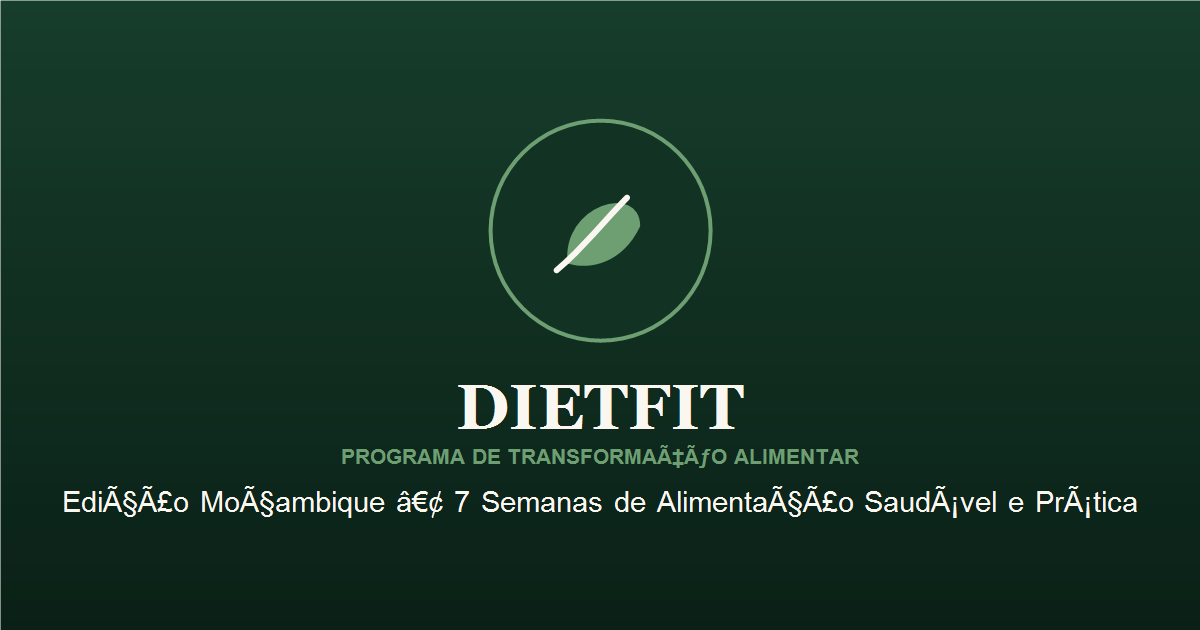 DIETFIT
PROGRAMA DE TRANSFORMAÃ‡ÃƒO ALIMENTAR
EdiÃ§Ã£o MoÃ§ambique â€¢ 7 Semanas de AlimentaÃ§Ã£o SaudÃ¡vel e PrÃ¡tica